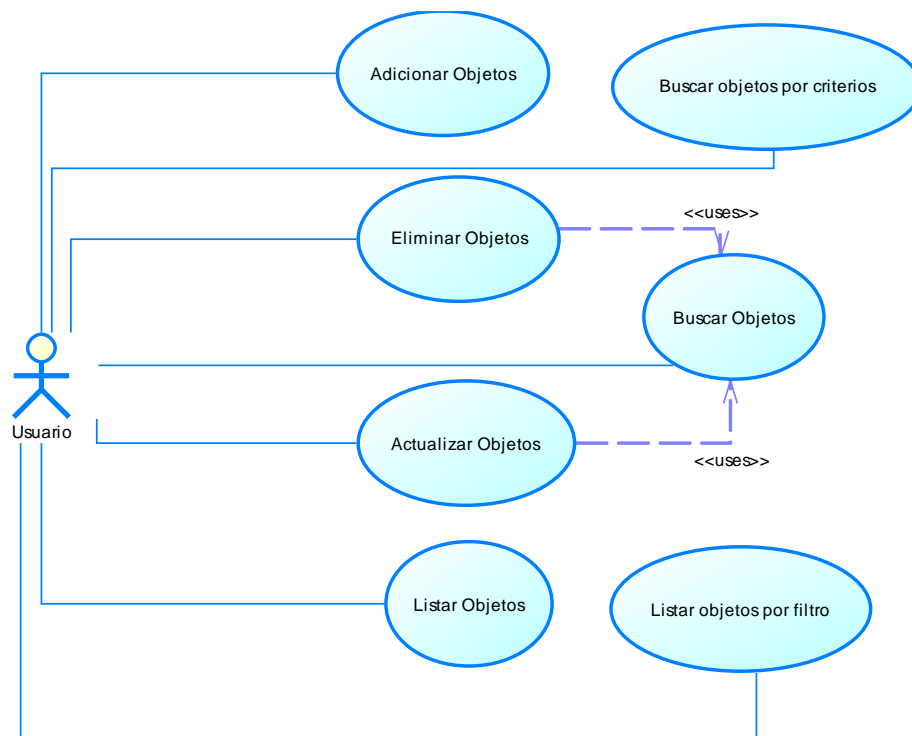 Adicionar Objetos
Buscar objetos por criterios
<<uses>>
Eliminar Objetos
Buscar Objetos
Usuario
Actualizar Objetos
<<uses>>
Listar Objetos
Listar objetos por filtro